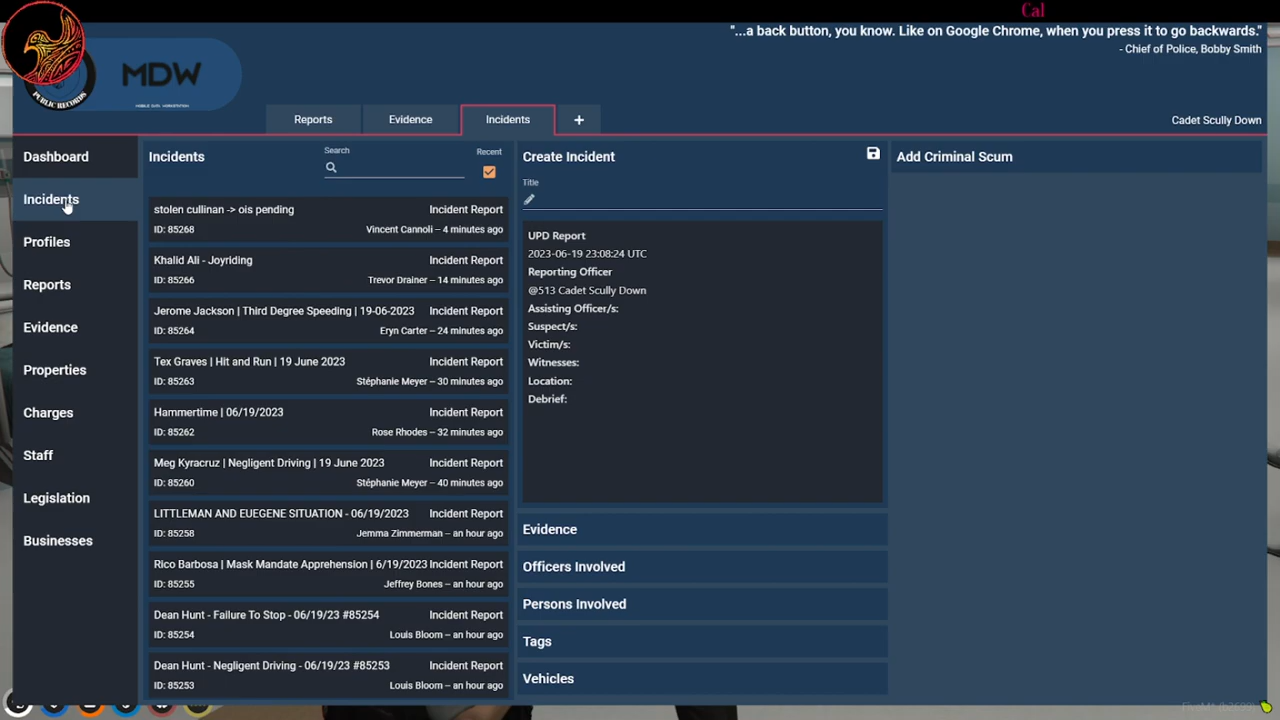 Cal
"...a back button, you know. Like on Google Chrome, when you press it to go backwards."
- Chief of Police, Bobby Smith
PUBLIC RECORDS
MDW
MOBILE DATA WORKSTATION
Reports
Evidence
Incidents
+
Cadet Scully Down
Dashboard
Incidents
Profiles
Reports
Evidence
Properties
Charges
Staff
Legislation
Businesses
Incidents
Search
Recent
stolen cullinan -> ois pending Incident Report
ID: 85268 Vincent Cannoli – 4 minutes ago
Khalid Ali - Joyriding Incident Report
ID: 85266 Trevor Drainer – 14 minutes ago
Jerome Jackson | Third Degree Speeding | 19-06-2023 Incident Report
ID: 85264 Eryn Carter – 24 minutes ago
Tex Graves | Hit and Run | 19 June 2023 Incident Report
ID: 85263 Stéphanie Meyer – 30 minutes ago
Hammertime | 06/19/2023 Incident Report
ID: 85262 Rose Rhodes – 32 minutes ago
Meg Kyracruz | Negligent Driving | 19 June 2023 Incident Report
ID: 85260 Stéphanie Meyer – 40 minutes ago
LITTLEMAN AND EUEGENE SITUATION - 06/19/2023 Incident Report
ID: 85258 Jemma Zimmerman – an hour ago
Rico Barbosa | Mask Mandate Apprehension | 6/19/2023 Incident Report
ID: 85255 Jeffrey Bones – an hour ago
Dean Hunt - Failure To Stop - 06/19/23 #85254 Incident Report
ID: 85254 Louis Bloom – an hour ago
Dean Hunt - Negligent Driving - 06/19/23 #85253 Incident Report
ID: 85253 Louis Bloom – an hour ago
Create Incident
Title
UPD Report
2023-06-19 23:08:24 UTC
Reporting Officer
@513 Cadet Scully Down
Assisting Officer/s:
Suspect/s:
Victim/s:
Witnesses:
Location:
Debrief:
Evidence
Officers Involved
Persons Involved
Tags
Vehicles
Add Criminal Scum